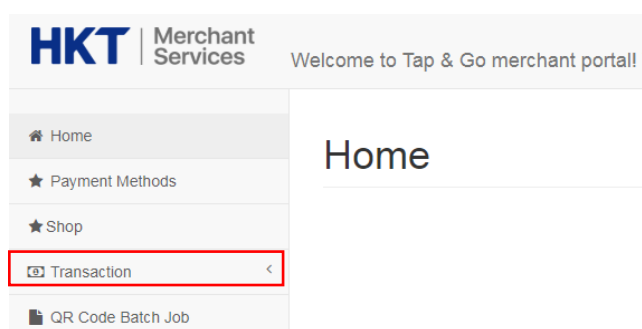 HKT Merchant Services
Welcome to Tap & Go merchant portal!
Home
Payment Methods
Shop
Transaction
QR Code Batch Job
Home